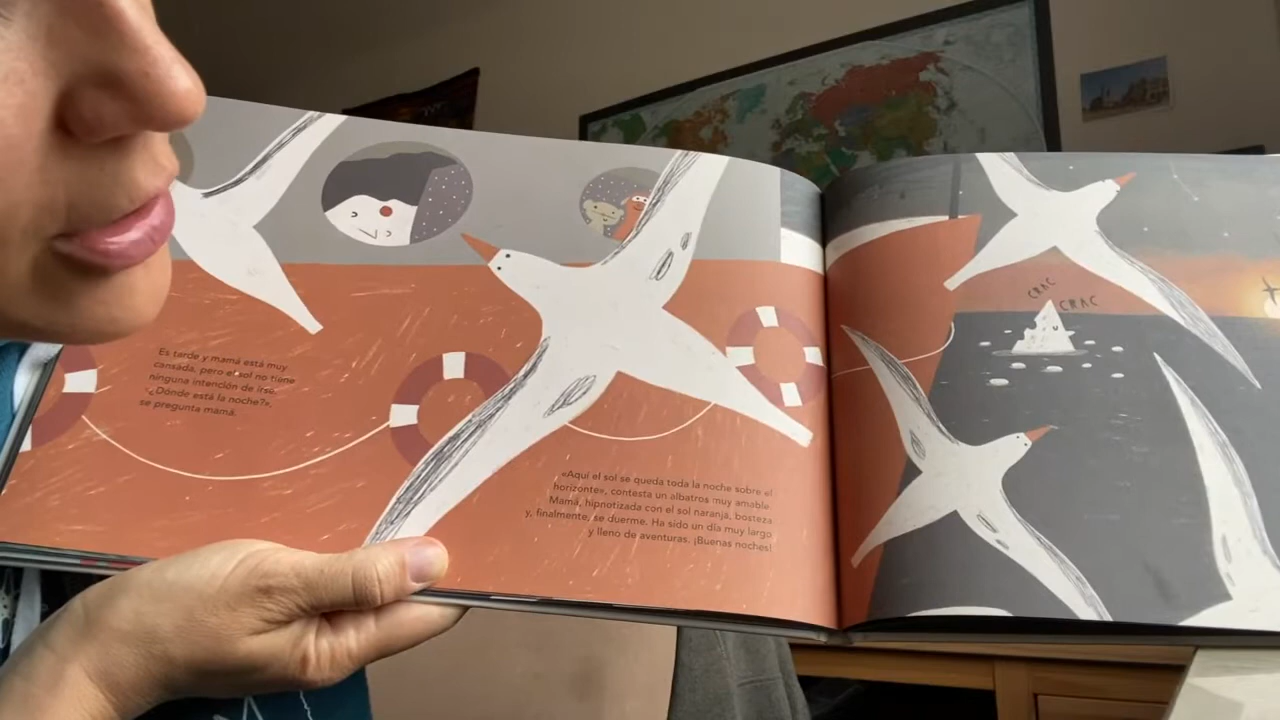 Es tarde y mamá está muy
cansada, pero el sol no tiene
ninguna intención de irse.
«¿Dónde está la noche?»,
se pregunta mamá.
«Aquí el sol se queda toda la noche sobre el
horizonte», contesta un albatros muy amable.
Mamá, hipnotizada con el sol naranja, bosteza
y, finalmente, se duerme. Ha sido un día muy largo
y lleno de aventuras. ¡Buenas noches!
CRAC
CRAC